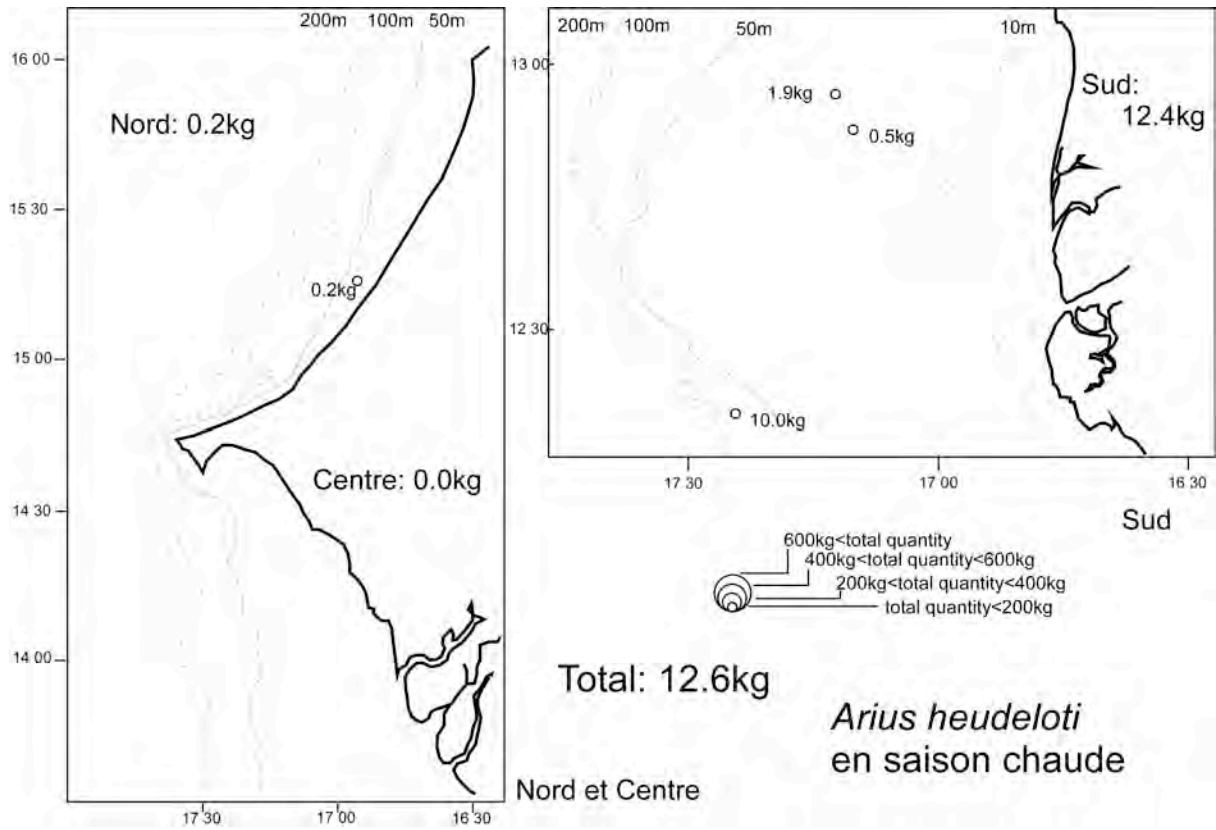 200m 100m 50m
16 00
Nord: 0.2kg
15 30
0.2kg
15 00
Centre: 0.0kg
14 30
14 00
17 30 17 00 16 30
Nord et Centre
200m 100m 50m 10m
13 00
1.9kg
Sud:
12.4kg
0.5kg
12 30
10.0kg
17 30 17 00 16 30
Sud
600kg<total quantity
400kg<total quantity<600kg
200kg<total quantity<400kg
total quantity<200kg
Total: 12.6kg
Arius heudeloti
en saison chaude